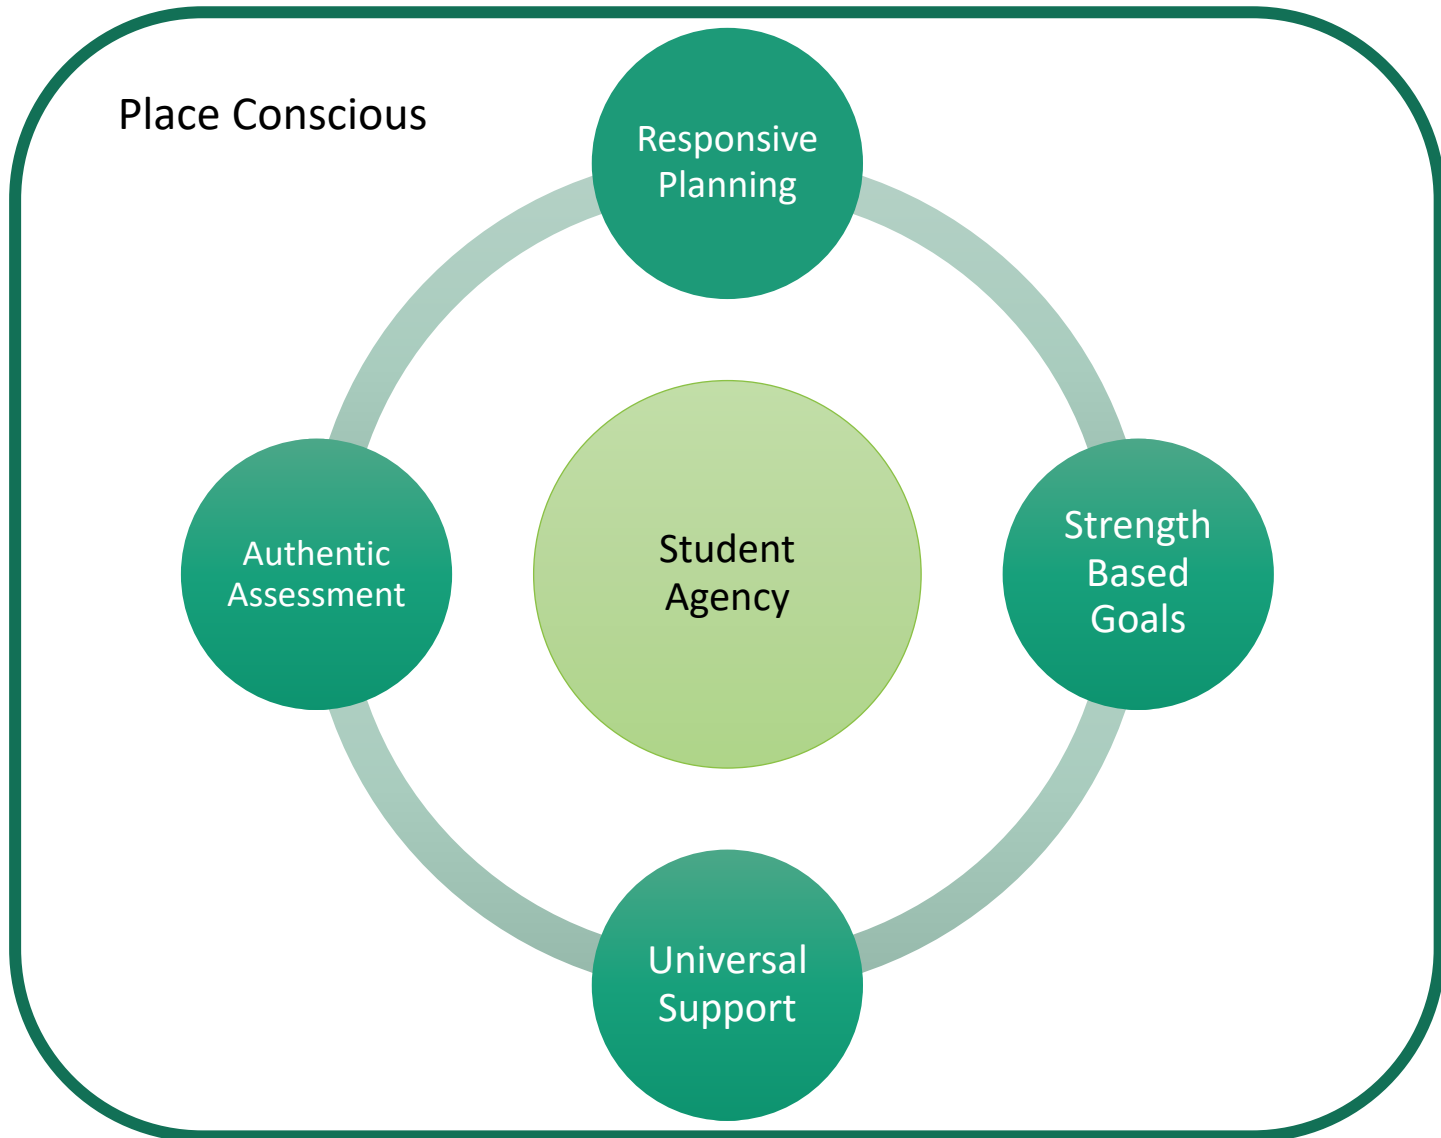 Place Conscious
Responsive
Planning
Authentic
Assessment
Student
Agency
Strength
Based
Goals
Universal
Support